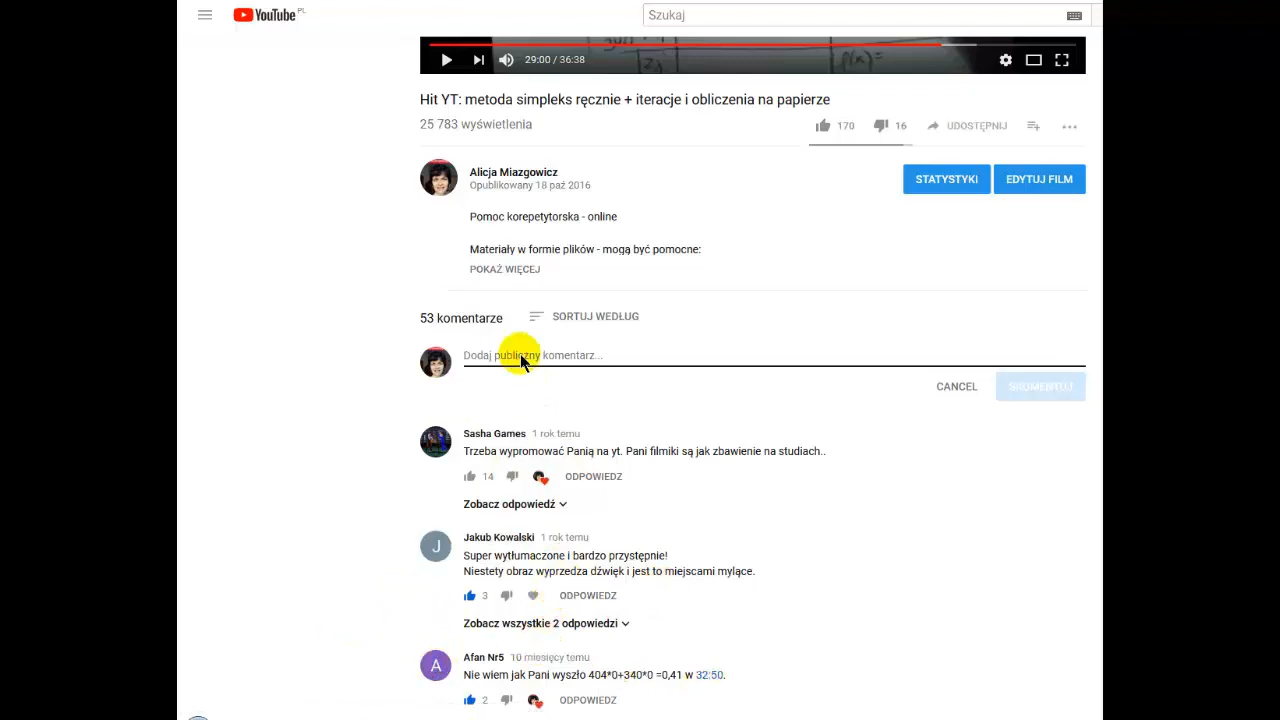 YouTube PL
Szukaj
29:00 / 36:38
Hit YT: metoda simpleks ręcznie + iteracje i obliczenia na papierze
25 783 wyświetlenia
170
16
UDOSTĘPNIJ
Alicja Miazgowicz
Opublikowany 18 paź 2016
STATYSTYKI
EDYTUJ FILM
Pomoc korepetytorska - online
Materiały w formie plików - mogą być pomocne:
POKAŻ WIĘCEJ
53 komentarze
SORTUJ WEDŁUG
Dodaj publiczny komentarz...
CANCEL
SKOMENTUJ
Sasha Games 1 rok temu
Trzeba wypromować Panią na yt. Pani filmiki są jak zbawienie na studiach..
14
ODPOWIEDZ
Zobacz odpowiedź
J
Jakub Kowalski 1 rok temu
Super wytłumaczone i bardzo przystępnie!
Niestety obraz wyprzedza dźwięk i jest to miejscami mylące.
3
ODPOWIEDZ
Zobacz wszystkie 2 odpowiedzi
A
Afan Nr5 10 miesięcy temu
Nie wiem jak Pani wyszło 404*0+340*0 =0,41 w 32:50.
2
ODPOWIEDZ